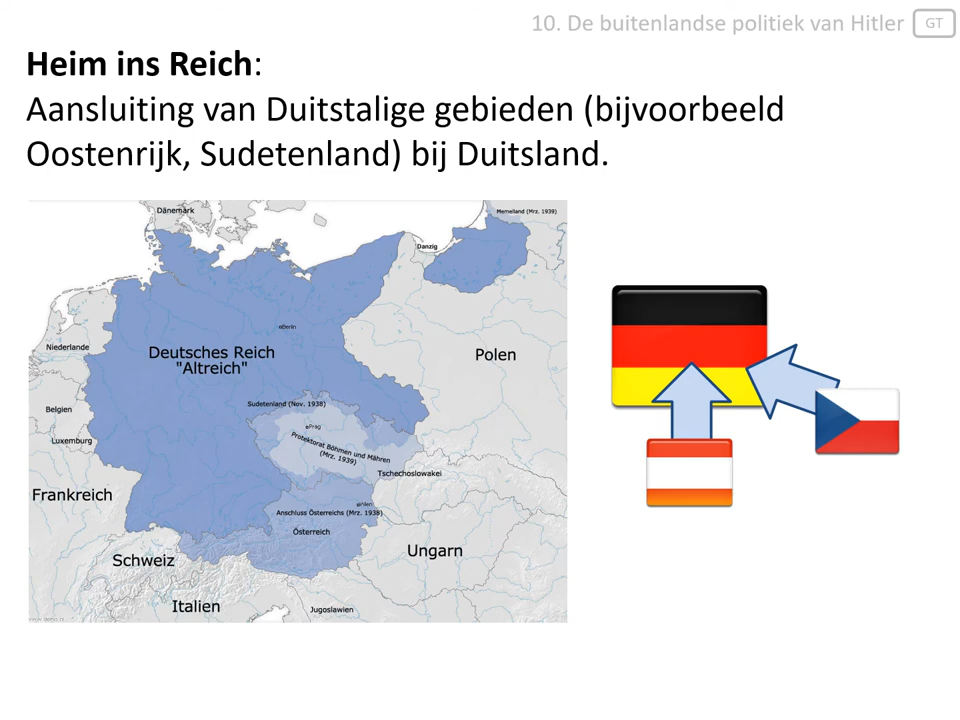 10. De buitenlandse politiek van Hitler GT
Heim ins Reich:
Aansluiting van Duitstalige gebieden (bijvoorbeeld
Oostenrijk, Sudetenland) bij Duitsland.
Dänemark
Memelland (Mrz. 1939)
Danzig
Berlin
Niederlande
Deutsches Reich
"Altreich"
Polen
Belgien
Sudetenland (Nov. 1938)
Prag
Luxemburg
Protektorat Böhmen und Mähren
(Mrz. 1939)
Tschechoslowakei
Frankreich
Wien
Anschluss Österreichs (Mrz. 1938)
Österreich
Ungarn
Schweiz
Italien
Jugoslawien